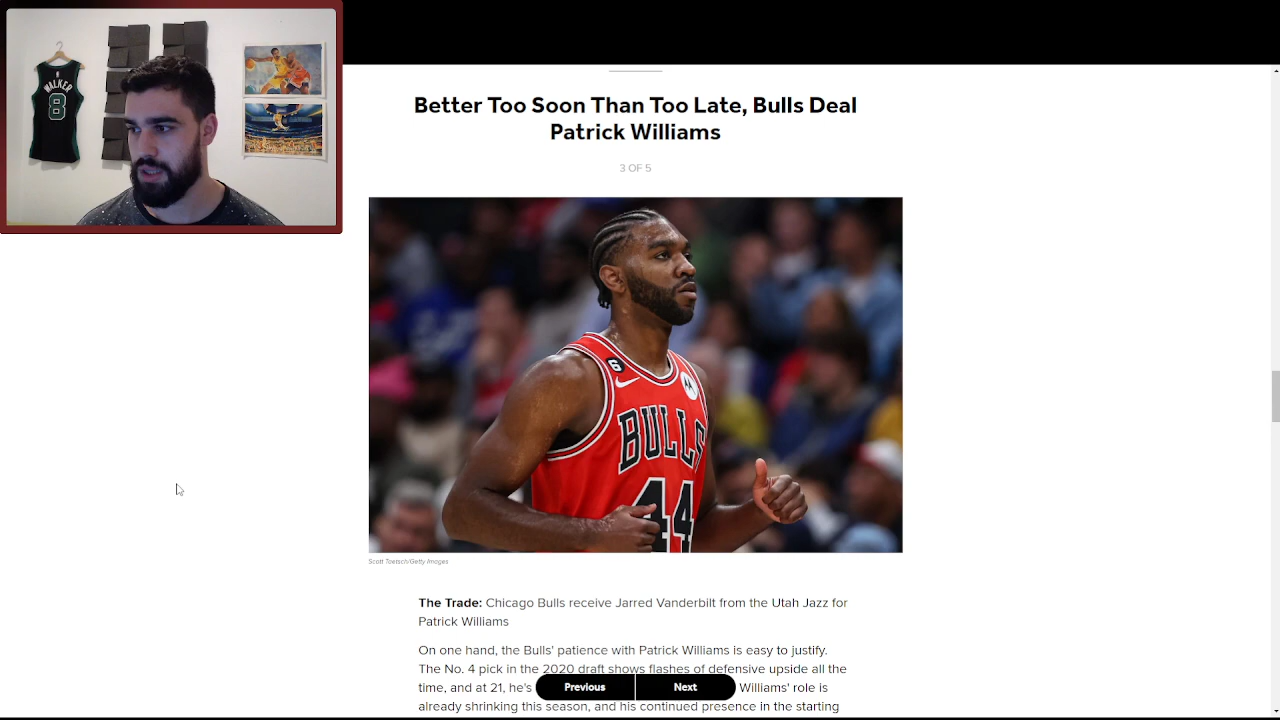 WALKER
8
Better Too Soon Than Too Late, Bulls Deal
Patrick Williams
3 OF 5
6
BULLS
44
Scott Taetsch/Getty Images
The Trade: Chicago Bulls receive Jarred Vanderbilt from the Utah Jazz for
Patrick Williams
On one hand, the Bulls' patience with Patrick Williams is easy to justify.
The No. 4 pick in the 2020 draft shows flashes of defensive upside all the
time, and at 21, he's Williams' role is
Previous Next
already shrinking this season, and his continued presence in the starting